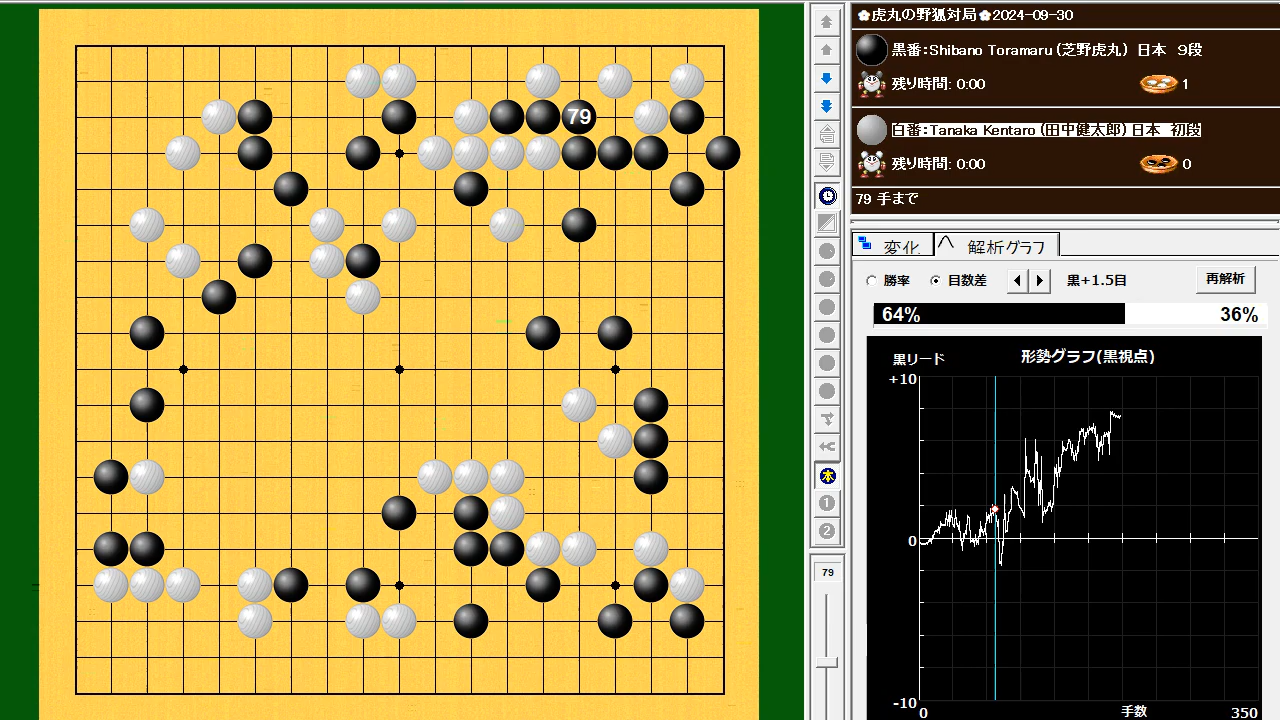 ✿虎丸の野狐対局✿2024-09-30
黒番:Shibano Toramaru (芝野虎丸) 日本 9段
残り時間: 0:00 1
白番:Tanaka Kentaro (田中健太郎) 日本 初段
残り時間: 0:00 0
79 手まで
79
変化 解析グラフ
勝率 目数差 黒+1.5目 再解析
64% 36%
黒リード 形勢グラフ(黒視点)
+10
0
-10
0 手数 350
1
2
79